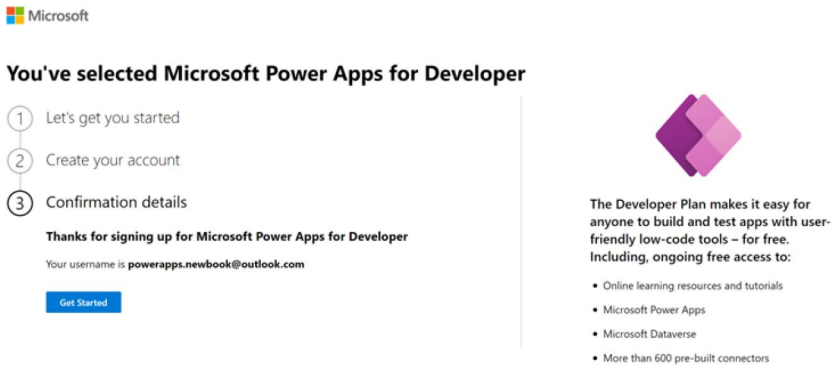 Microsoft
You've selected Microsoft Power Apps for Developer
1 Let's get you started
2 Create your account
3 Confirmation details
Thanks for signing up for Microsoft Power Apps for Developer
Your username is powerapps.newbook@outlook.com
Get Started
The Developer Plan makes it easy for
anyone to build and test apps with user-
friendly low-code tools – for free.
Including, ongoing free access to:
• Online learning resources and tutorials
• Microsoft Power Apps
• Microsoft Dataverse
• More than 600 pre-built connectors